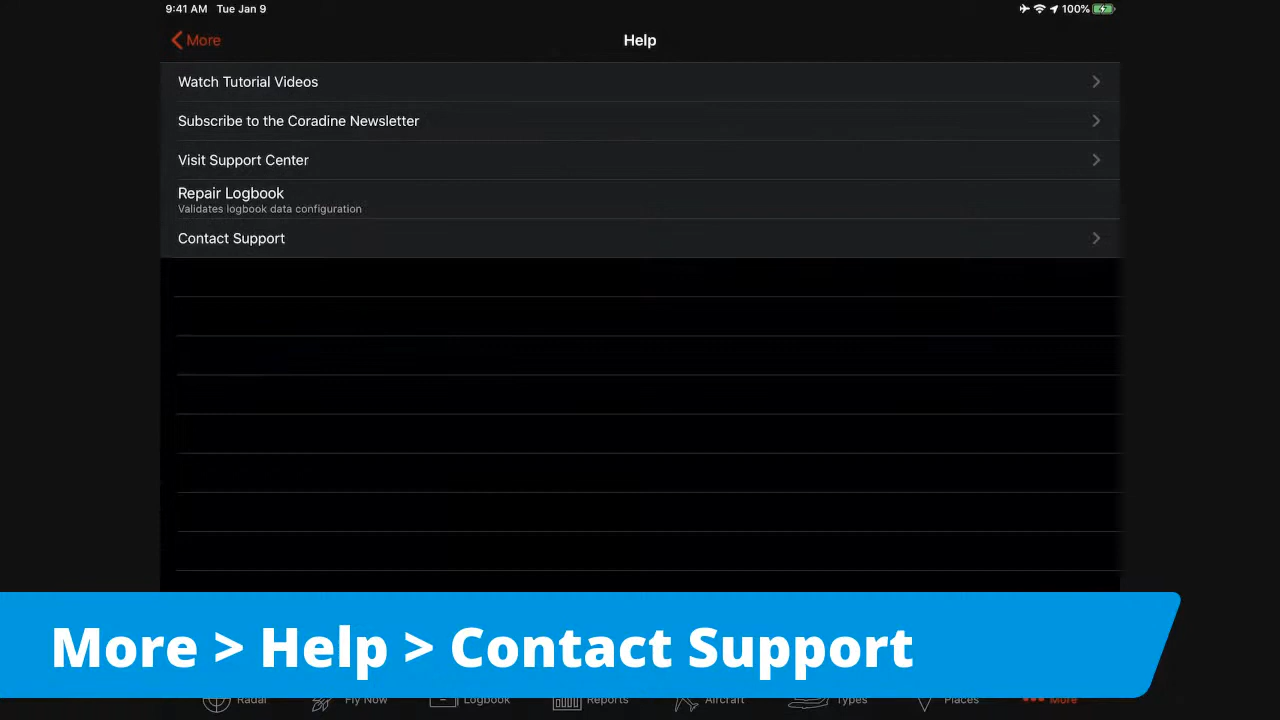 9:41 AM Tue Jan 9 100%
More Help
Watch Tutorial Videos
Subscribe to the Coradine Newsletter
Visit Support Center
Repair Logbook
Validates logbook data configuration
Contact Support
More > Help > Contact Support
Radar Fly Now Logbook Reports Aircraft Types Places More